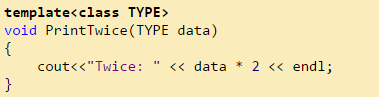 template<class TYPE>
void PrintTwice(TYPE data)
{
    cout<<"Twice: " << data * 2 << endl;
}